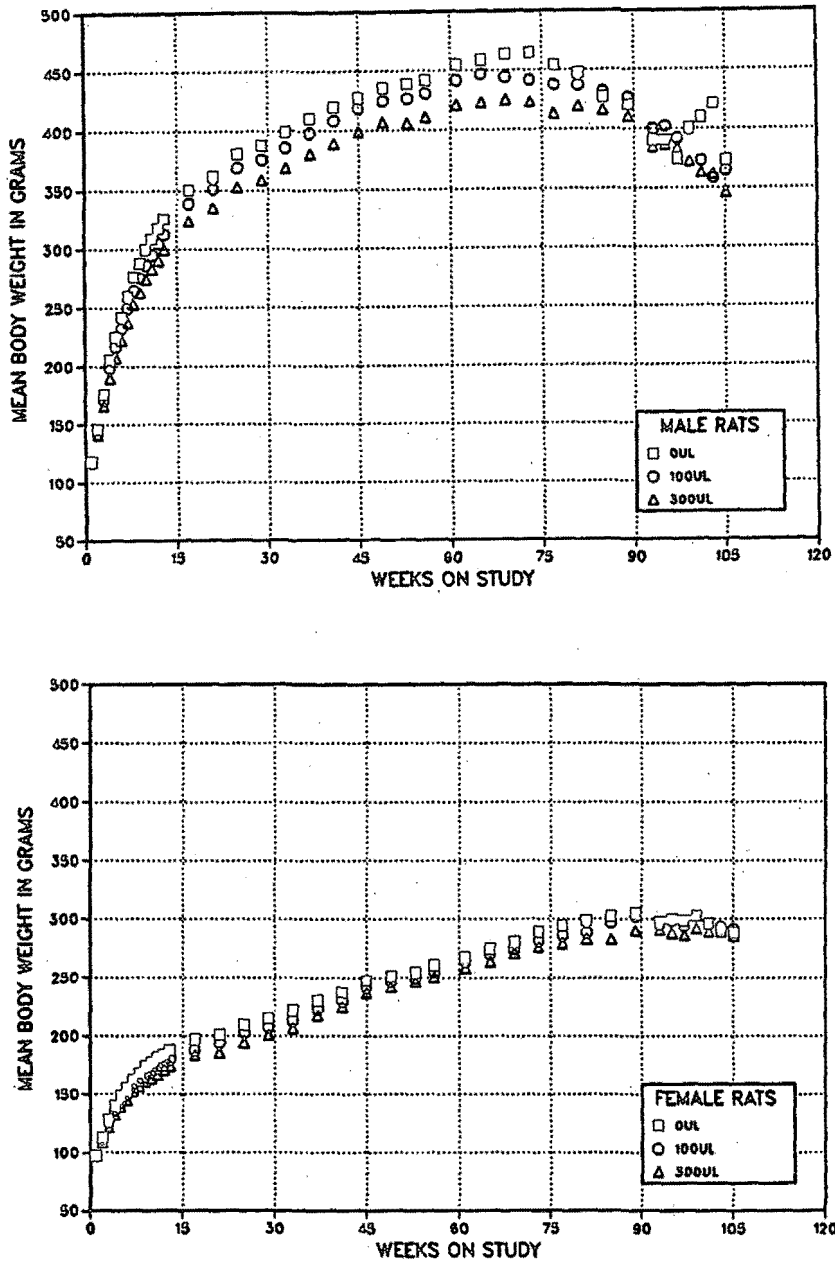 500
450
400
350
300
250
200
150
100
50
MEAN BODY WEIGHT IN GRAMS
MALE RATS
0UL
100UL
300UL
0 15 30 45 60 75 90 105 120
WEEKS ON STUDY
500
450
400
350
300
250
200
150
100
50
MEAN BODY WEIGHT IN GRAMS
FEMALE RATS
0UL
100UL
300UL
0 15 30 45 60 75 90 105 120
WEEKS ON STUDY